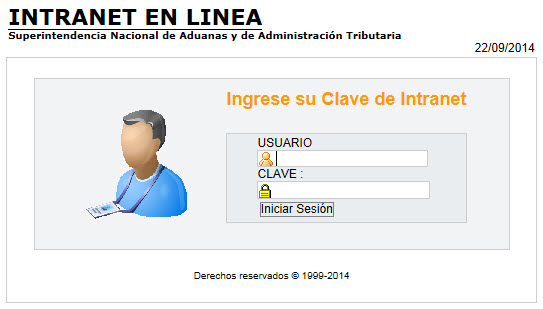 INTRANET EN LINEA
Superintendencia Nacional de Aduanas y de Administración Tributaria
22/09/2014
Ingrese su Clave de Intranet
USUARIO
CLAVE :
Iniciar Sesión
Derechos reservados © 1999-2014